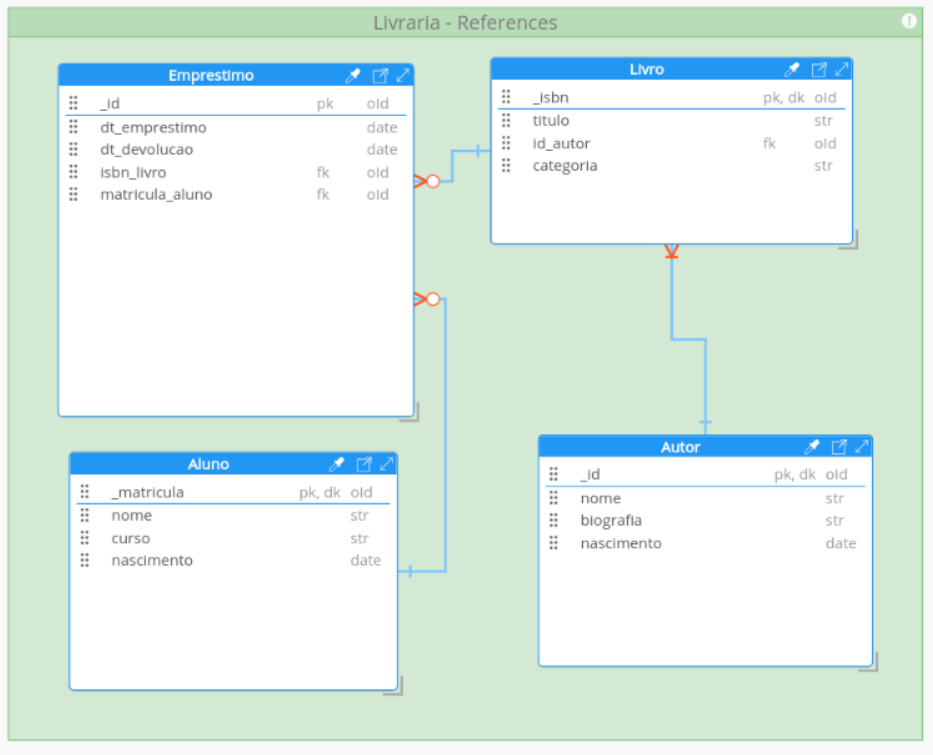 Livraria - References
Emprestimo
_id pk oId
dt_emprestimo date
dt_devolucao date
isbn_livro fk oId
matricula_aluno fk oId
Livro
_isbn pk, dk oId
titulo str
id_autor fk oId
categoria str
Aluno
_matricula pk, dk oId
nome str
curso str
nascimento date
Autor
_id pk, dk oId
nome str
biografia str
nascimento date